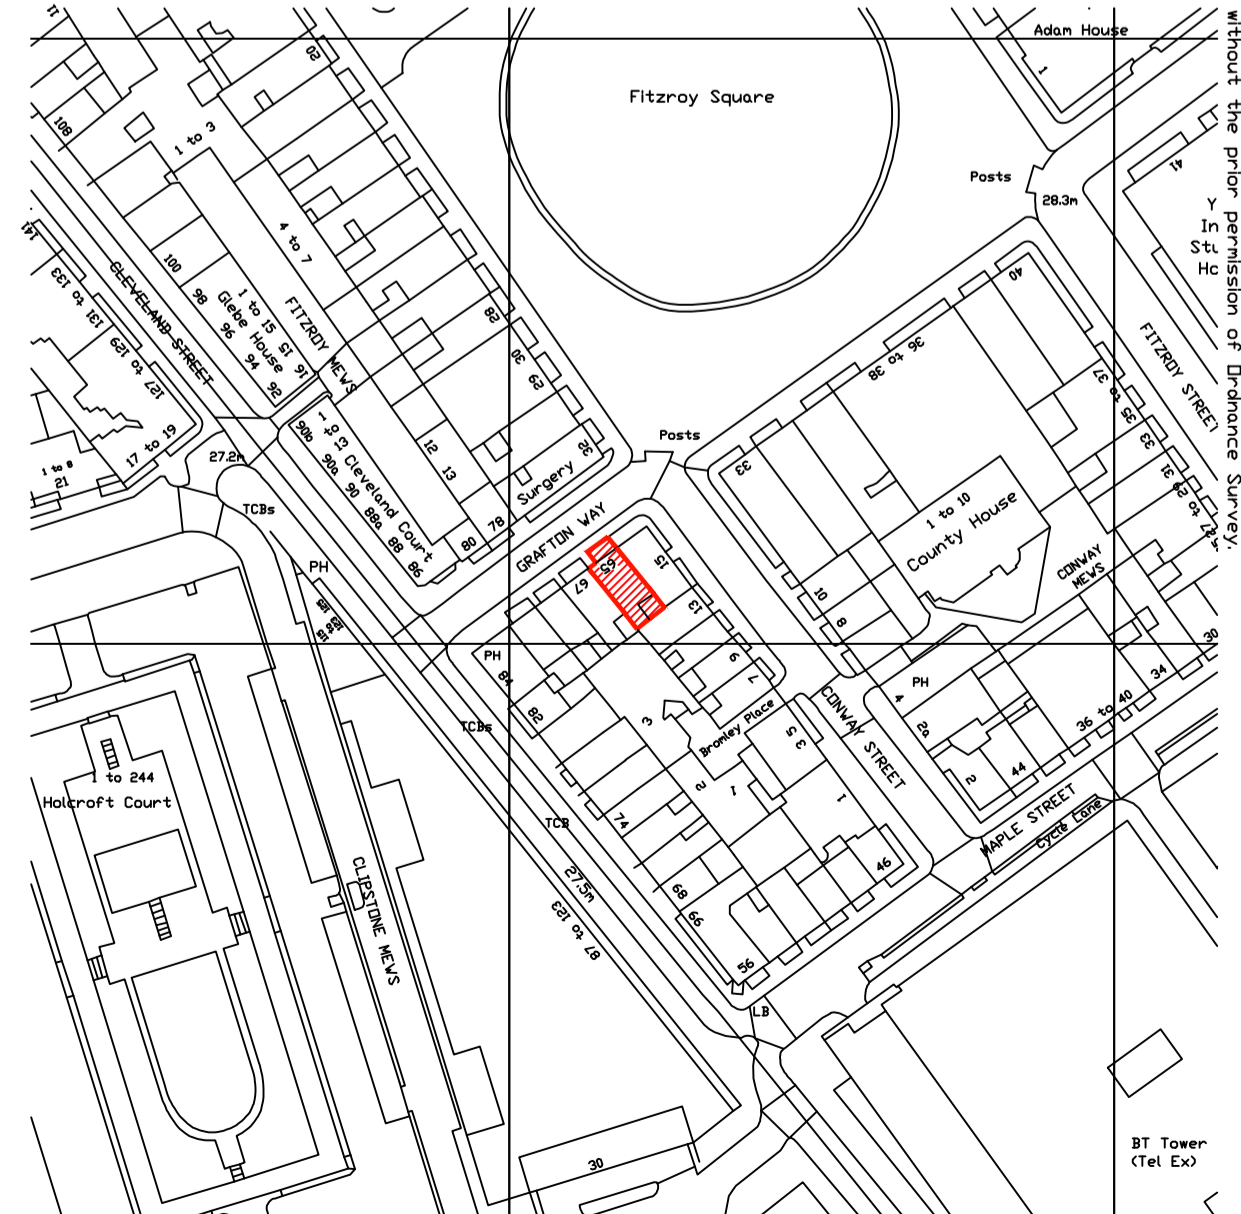 11
Adam House
1
20
Fitzroy Square
108
1 to 3
41
Posts
28.3m
Y
In
Stu
Hc
without the prior permission of Ordnance Survey.
141
133 to
131
129 to
127
CLEVELAND STREET
100
98
96
94
92
1 to 15
Glebe House
15
16
4 to 7
FITZROY MEWS
28
30
29
32
40
36 to 38
FITZROY STREET
37 to
35
33
31
29 to
27
17 to 19
1 to 8
21
27.2m
TCBs
90b
90a
90
88a
88
86
1 to 13 Cleveland Court
12
13
Surgery
80
78
Posts
33
1 to 10
County House
GRAFTON WAY
PH
125
65
67
15
13
9
7
10
8
CONWAY MEWS
30
PH
84
82
TCBs
3
Bromley Place
5
3
2
1
1
CONWAY STREET
PH
4
2a
2
44
36 to 40
34
MAPLE STREET
Cycle Lane
1 to 244
Holcroft Court
TCB
74
27.5m
87 to 123
68
66
56
46
LB
CLIPSTONE MEWS
30
BT Tower
(Tel Ex)